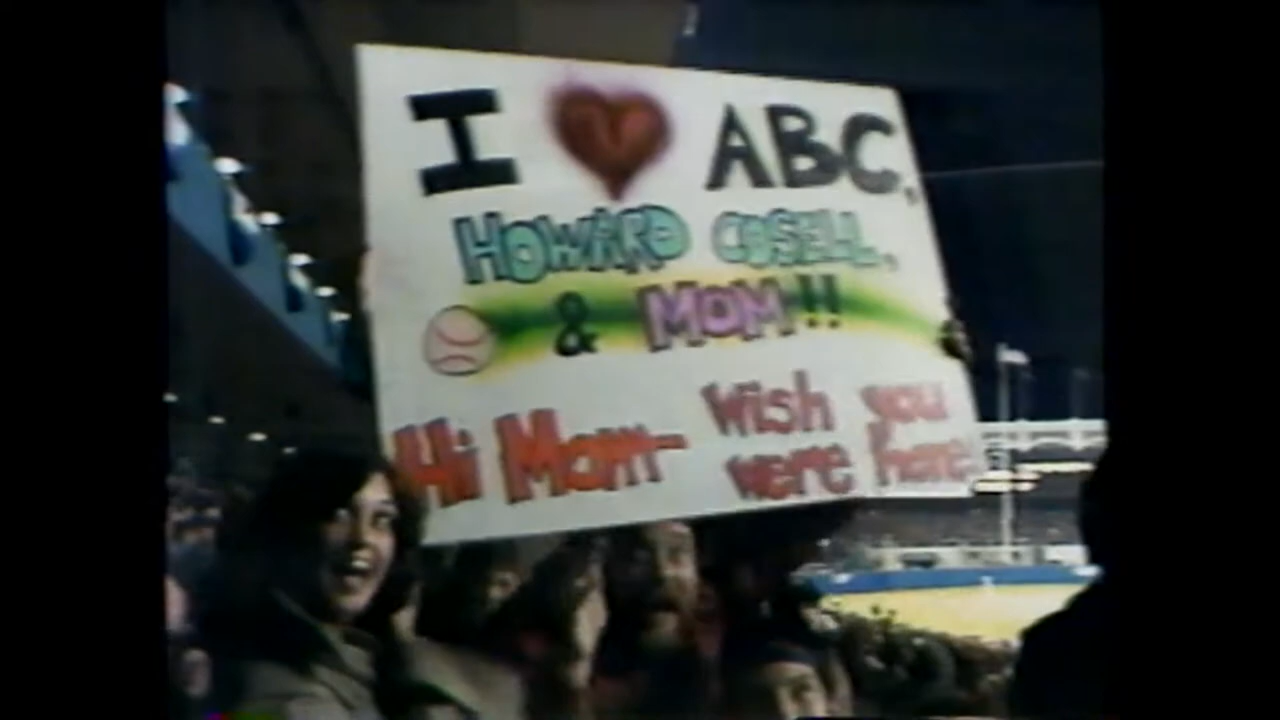 I ❤ ABC,
HOWARD COSELL,
& MOM!!
Hi Mom- Wish you
were here